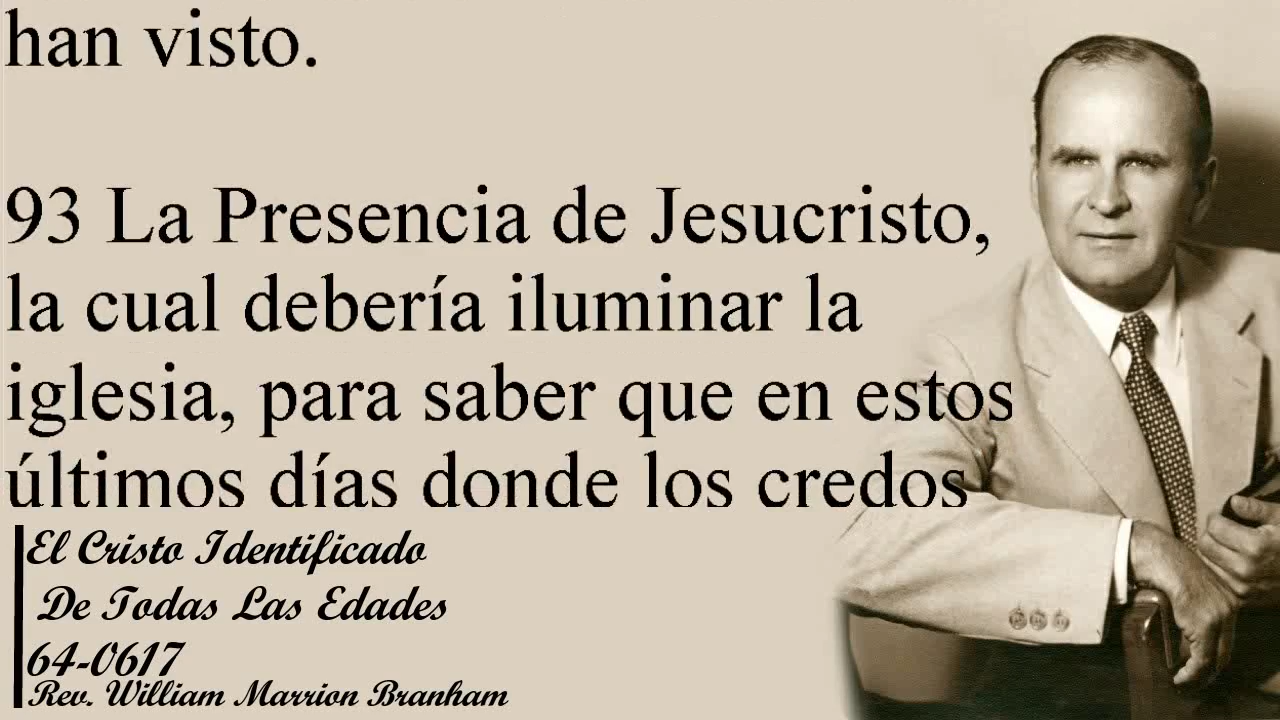 han visto.
93 La Presencia de Jesucristo,
la cual debería iluminar la
iglesia, para saber que en estos
últimos días donde los credos
El Cristo Identificado
De Todas Las Edades
64-0617
Rev. William Marrion Branham